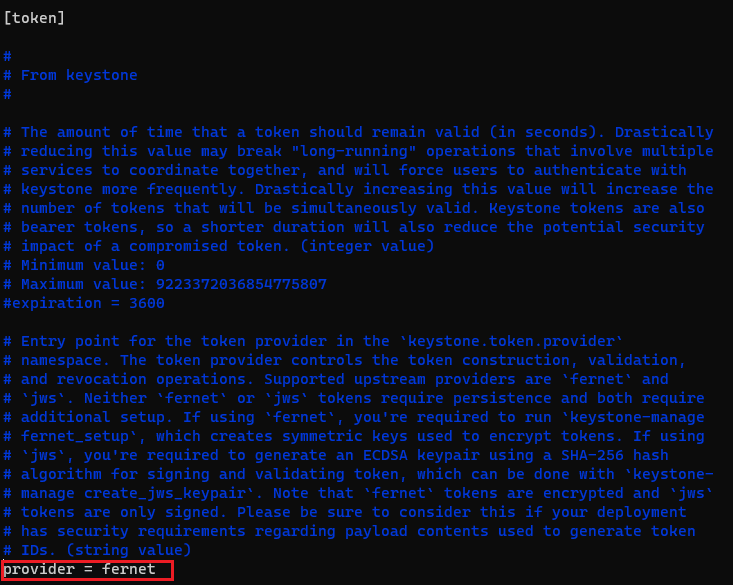 [token]
#
# From keystone
#
# The amount of time that a token should remain valid (in seconds). Drastically
# reducing this value may break "long-running" operations that involve multiple
# services to coordinate together, and will force users to authenticate with
# keystone more frequently. Drastically increasing this value will increase the
# number of tokens that will be simultaneously valid. Keystone tokens are also
# bearer tokens, so a shorter duration will also reduce the potential security
# impact of a compromised token. (integer value)
# Minimum value: 0
# Maximum value: 9223372036854775807
#expiration = 3600
# Entry point for the token provider in the `keystone.token.provider`
# namespace. The token provider controls the token construction, validation,
# and revocation operations. Supported upstream providers are `fernet` and
# `jws`. Neither `fernet` or `jws` tokens require persistence and both require
# additional setup. If using `fernet`, you're required to run `keystone-manage
# fernet_setup`, which creates symmetric keys used to encrypt tokens. If using
# `jws`, you're required to generate an ECDSA keypair using a SHA-256 hash
# algorithm for signing and validating token, which can be done with `keystone-
# manage create_jws_keypair`. Note that `fernet` tokens are encrypted and `jws`
# tokens are only signed. Please be sure to consider this if your deployment
# has security requirements regarding payload contents used to generate token
# IDs. (string value)
provider = fernet